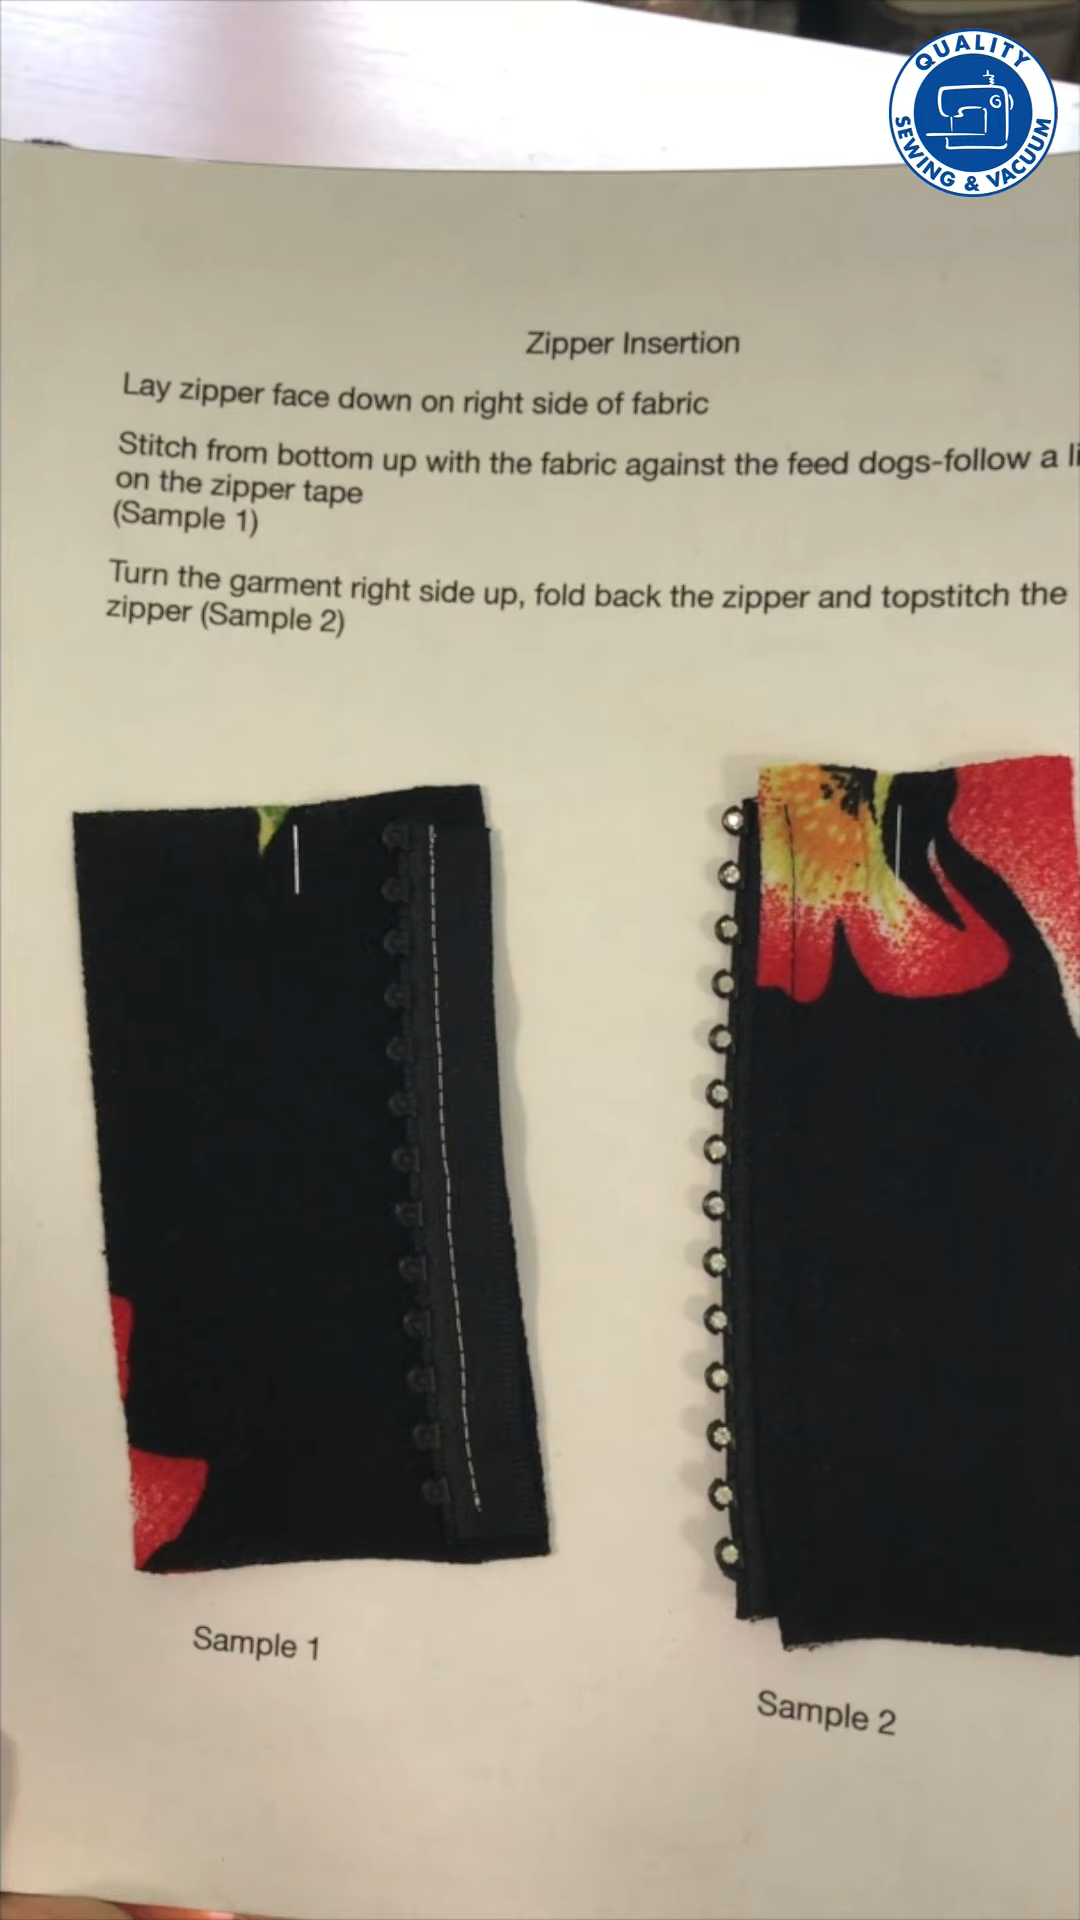 QUALITY
SEWING & VACUUM
G
Zipper Insertion
Lay zipper face down on right side of fabric
Stitch from bottom up with the fabric against the feed dogs-follow a
on the zipper tape
(Sample 1)
Turn the garment right side up, fold back the zipper and topstitch the
zipper (Sample 2)
Sample 1
Sample 2